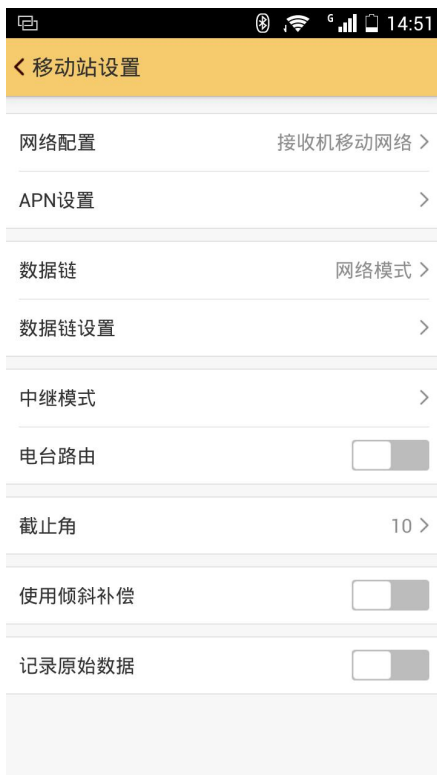 G 14:51
移动站设置
网络配置 接收机移动网络
APN设置
数据链 网络模式
数据链设置
中继模式
电台路由
截止角 10
使用倾斜补偿
记录原始数据